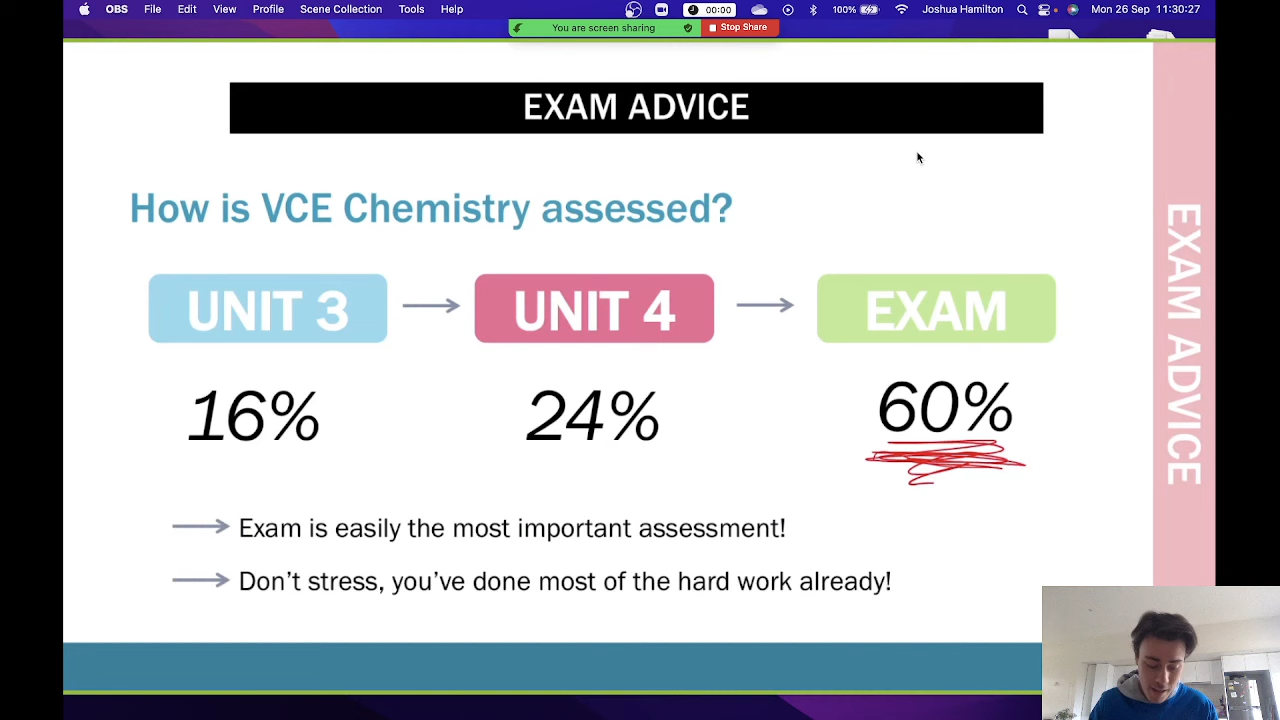 OBS File Edit View Profile Scene Collection Tools Help 00:00 100% Joshua Hamilton Mon 26 Sep 11:30:27
You are screen sharing Stop Share
EXAM ADVICE
How is VCE Chemistry assessed?
UNIT 3 UNIT 4 EXAM
16% 24% 60%
Exam is easily the most important assessment!
Don't stress, you've done most of the hard work already!
EXAM ADVICE